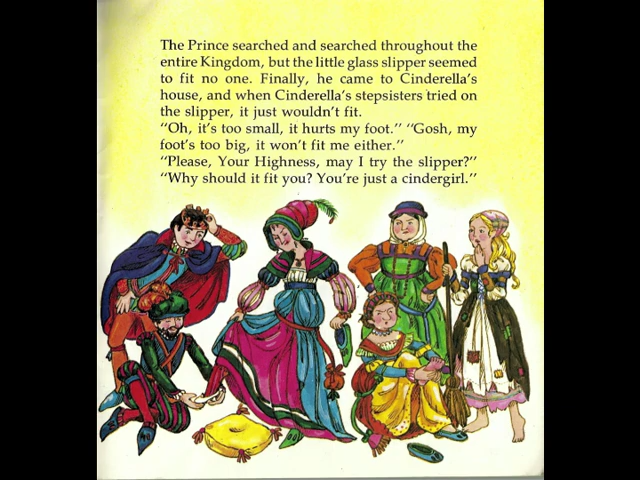 The Prince searched and searched throughout the
entire Kingdom, but the little glass slipper seemed
to fit no one. Finally, he came to Cinderella's
house, and when Cinderella's stepsisters tried on
the slipper, it just wouldn't fit.
"Oh, it's too small, it hurts my foot." "Gosh, my
foot's too big, it won't fit me either."
"Please, Your Highness, may I try the slipper?"
"Why should it fit you? You're just a cindergirl."